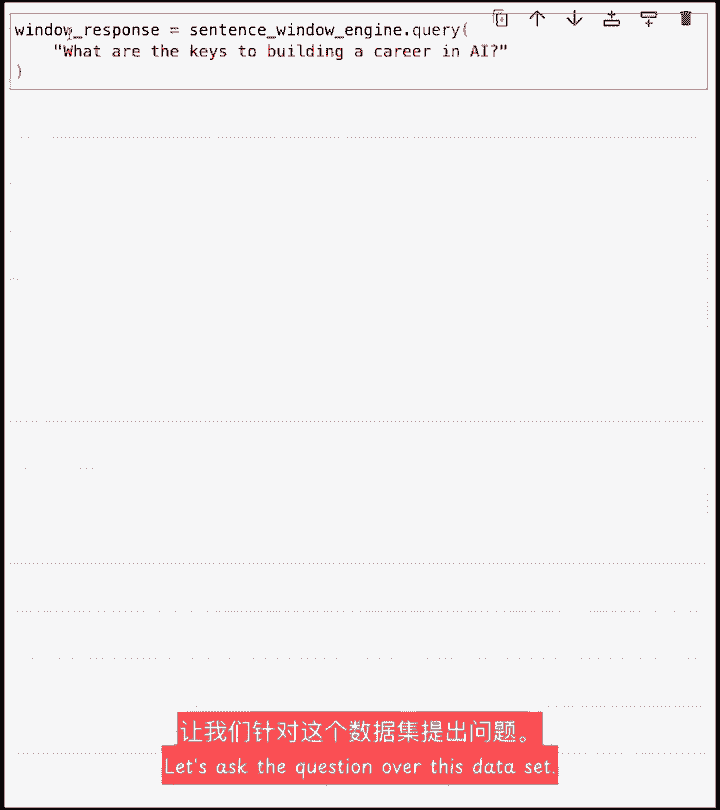 window_response = sentence_window_engine.query(
    "What are the keys to building a career in AI?"
)
让我们针对这个数据集提出问题。
Let's ask the question over this data set.